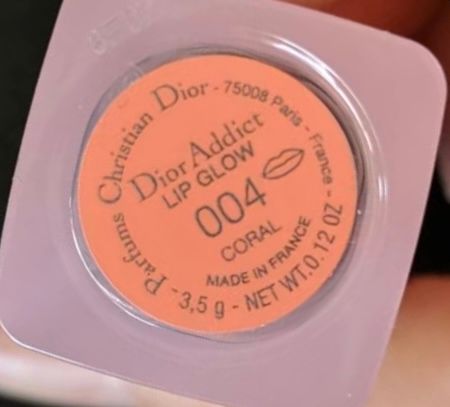 Parfums Christian Dior - 75008 Paris - France -
Dior Addict
LIP GLOW
004
CORAL
MADE IN FRANCE
3,5 g - NET WT.0.12 OZ